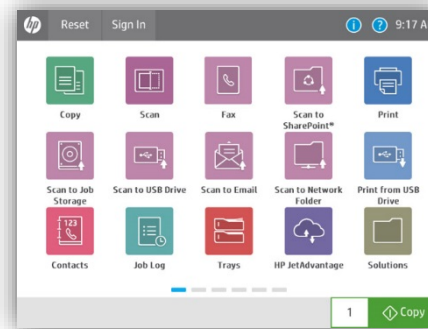 hp Reset Sign In i ? 9:17 A
Copy Scan Fax Scan to SharePoint® Print
Scan to Job Storage Scan to USB Drive Scan to Email Scan to Network Folder Print from USB Drive
123
Contacts Job Log Trays HP JetAdvantage Solutions
1 Copy